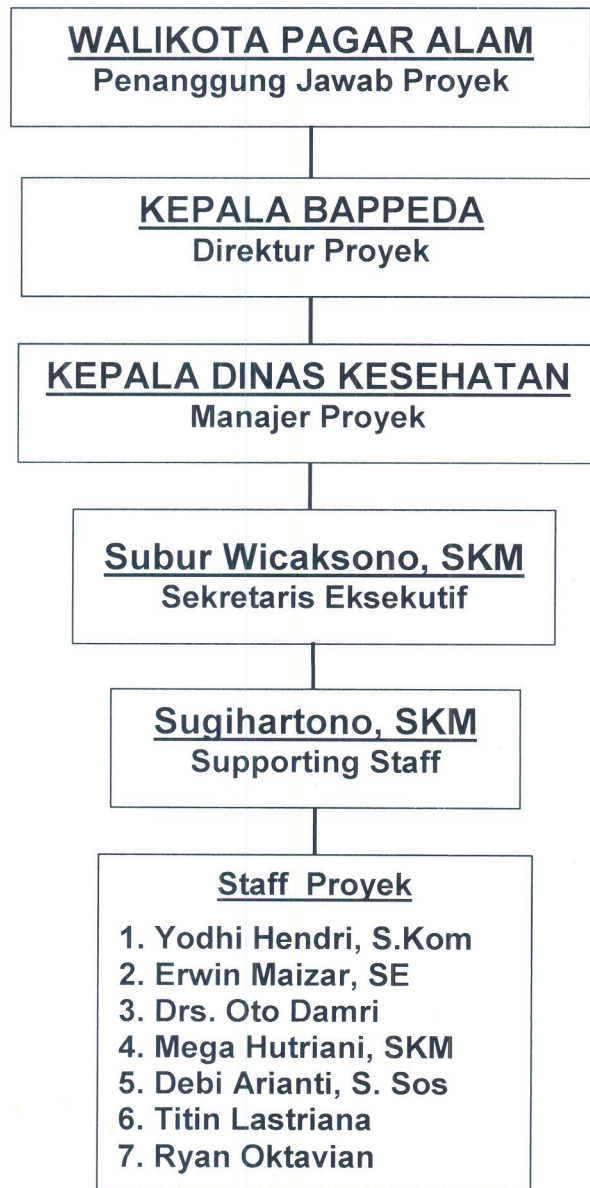 WALIKOTA PAGAR ALAM
Penanggung Jawab Proyek
KEPALA BAPPEDA
Direktur Proyek
KEPALA DINAS KESEHATAN
Manajer Proyek
Subur Wicaksono, SKM
Sekretaris Eksekutif
Sugihartono, SKM
Supporting Staff
Staff Proyek
1. Yodhi Hendri, S.Kom
2. Erwin Maizar, SE
3. Drs. Oto Damri
4. Mega Hutriani, SKM
5. Debi Arianti, S. Sos
6. Titin Lastriana
7. Ryan Oktavian